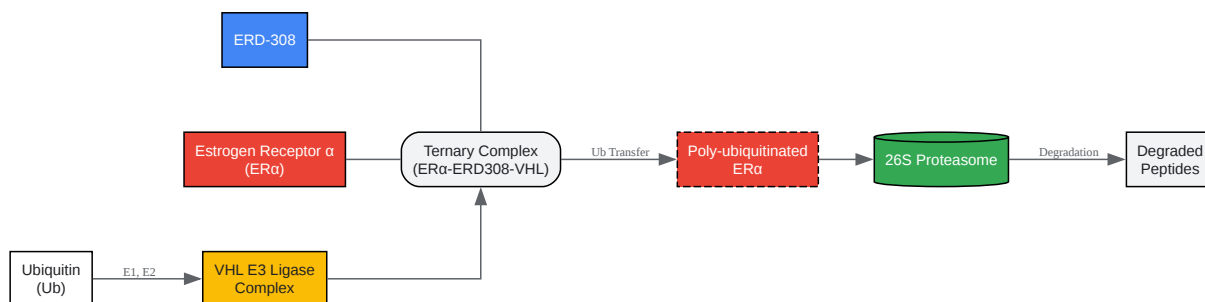 ERD-308
Estrogen Receptor α
(ERα)
Ternary Complex
(ERα-ERD308-VHL)
Ub Transfer
Poly-ubiquitinated
ERα
26S Proteasome
Degradation
Degraded
Peptides
Ubiquitin
(Ub)
E1, E2
VHL E3 Ligase
Complex